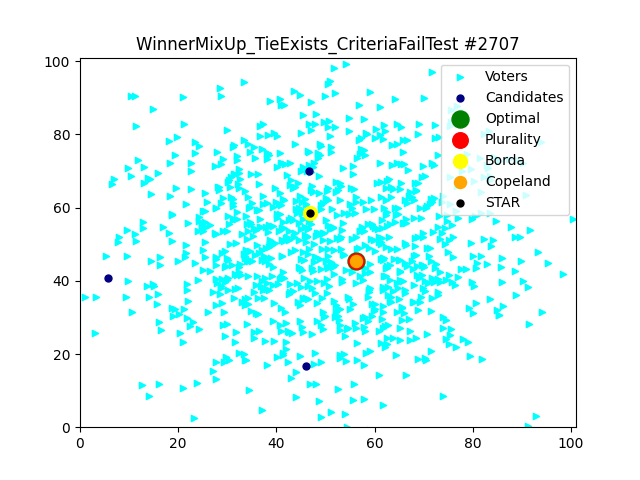 WinnerMixUp_TieExists_CriteriaFailTest #2707
100
80
60
40
20
0
0 20 40 60 80 100
Voters
Candidates
Optimal
Plurality
Borda
Copeland
STAR